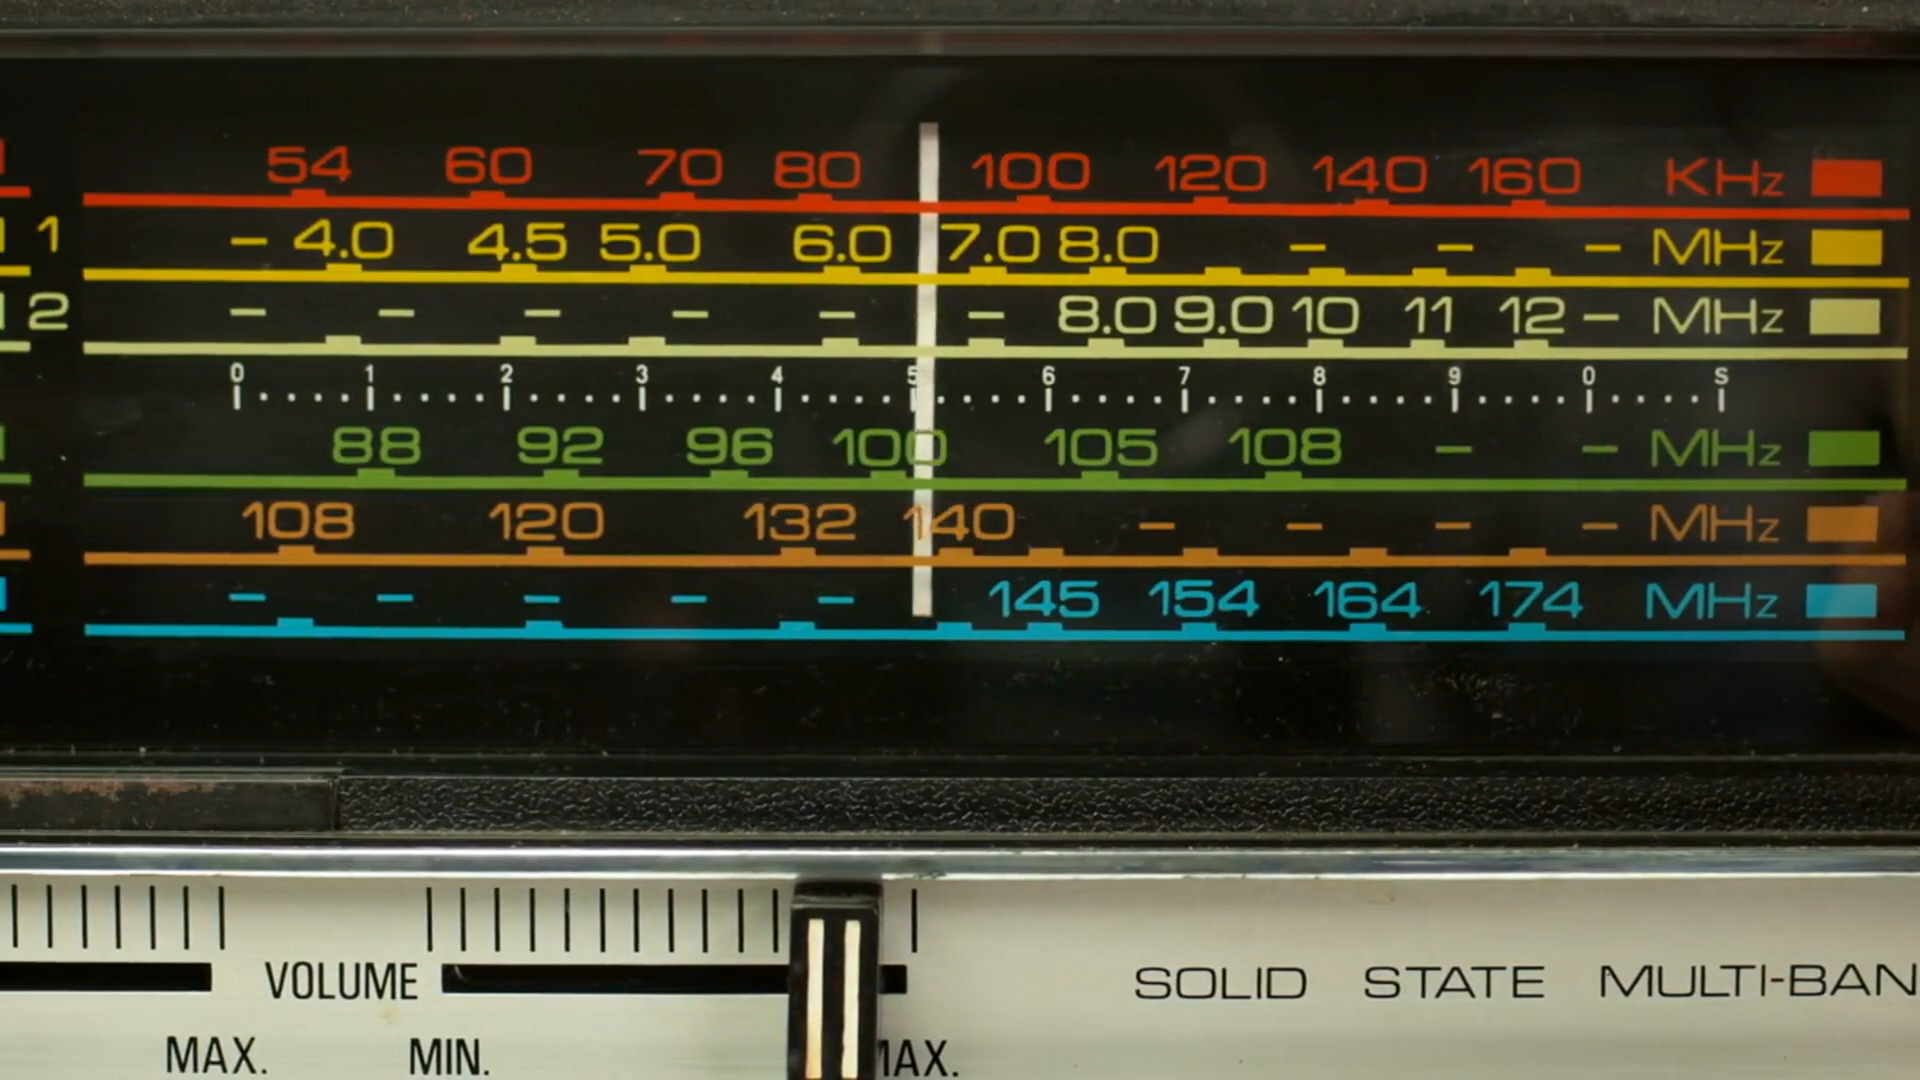 54 60 70 80 100 120 140 160 KHz
1 – 4.0 4.5 5.0 6.0 7.0 8.0 – – – MHz
2 – – – – – – 8.0 9.0 10 11 12 – MHz
0 1 2 3 4 5 6 7 8 9 0 S
88 92 96 100 105 108 – – MHz
108 120 132 140 – – – – MHz
– – – – – 145 154 164 174 MHz
VOLUME SOLID STATE MULTI-BAN
MAX. MIN. MAX.